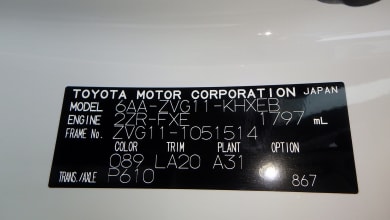 TOYOTA MOTOR CORPORATION JAPAN
MODEL 6AA-ZVG11-KHXEB
ENGINE 2ZR-FXE 1797 mL
FRAME No. ZVG11-T051514
COLOR TRIM PLANT OPTION
089 LA20 A31
TRANS./AXLE P610 867